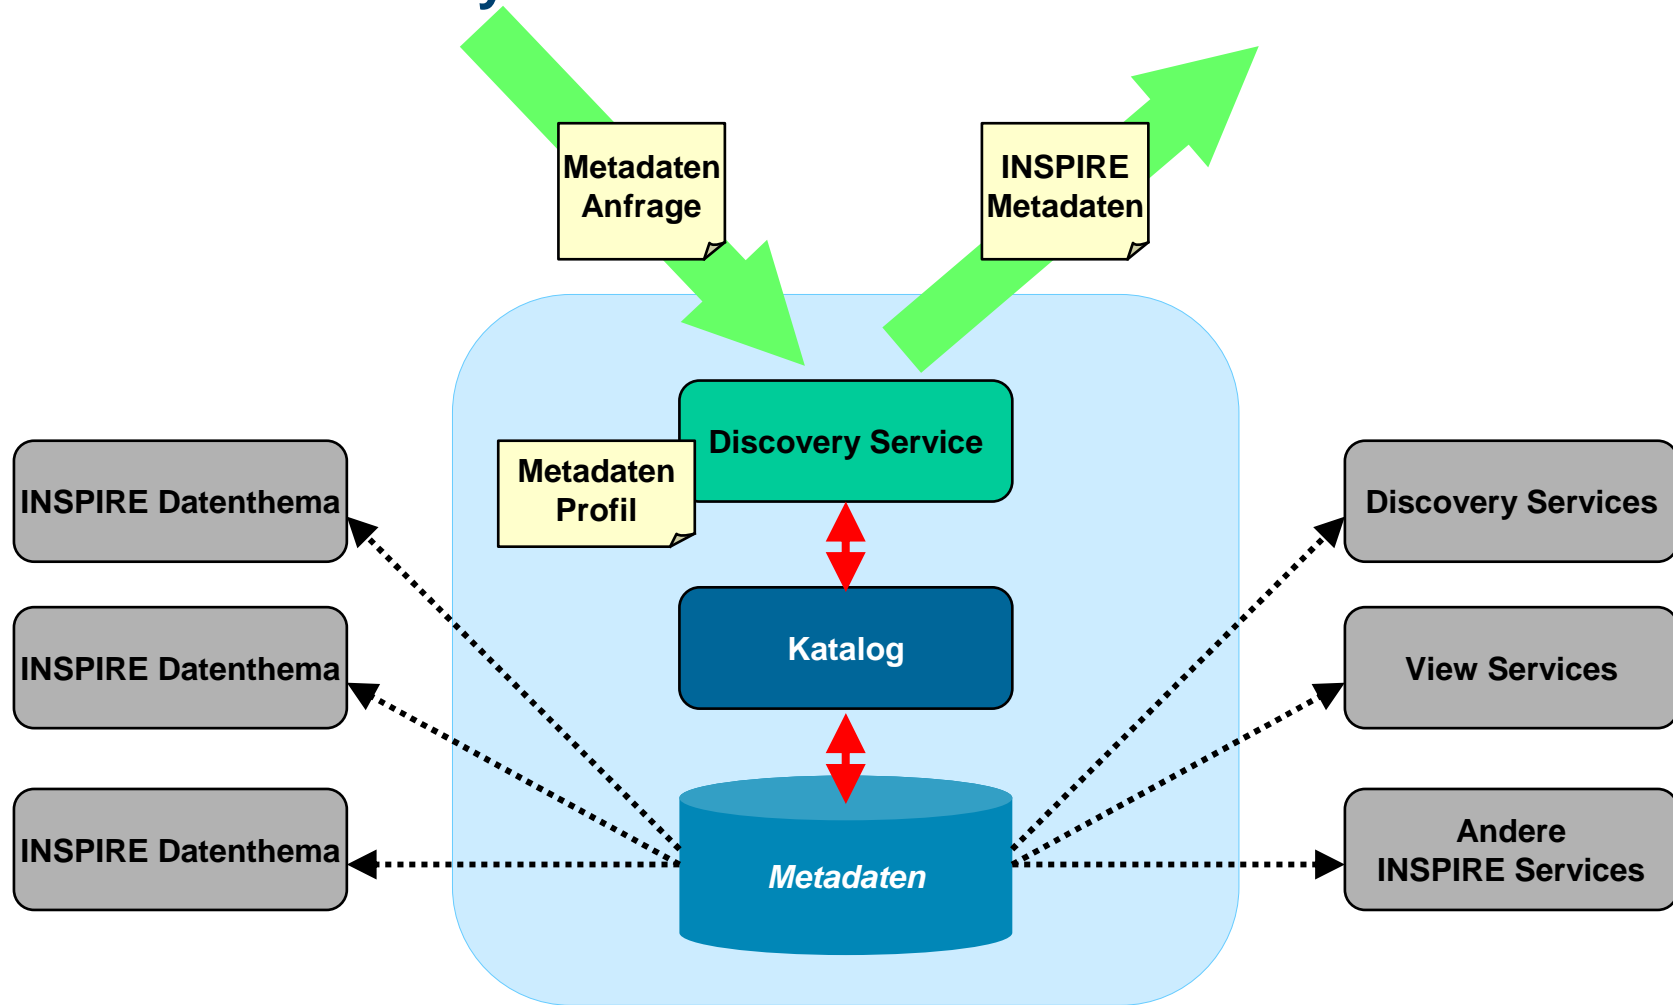 Metadaten
Anfrage
INSPIRE
Metadaten
Discovery Service
Metadaten
Profil
INSPIRE Datenthema
Discovery Services
INSPIRE Datenthema
Katalog
View Services
INSPIRE Datenthema
Metadaten
Andere
INSPIRE Services